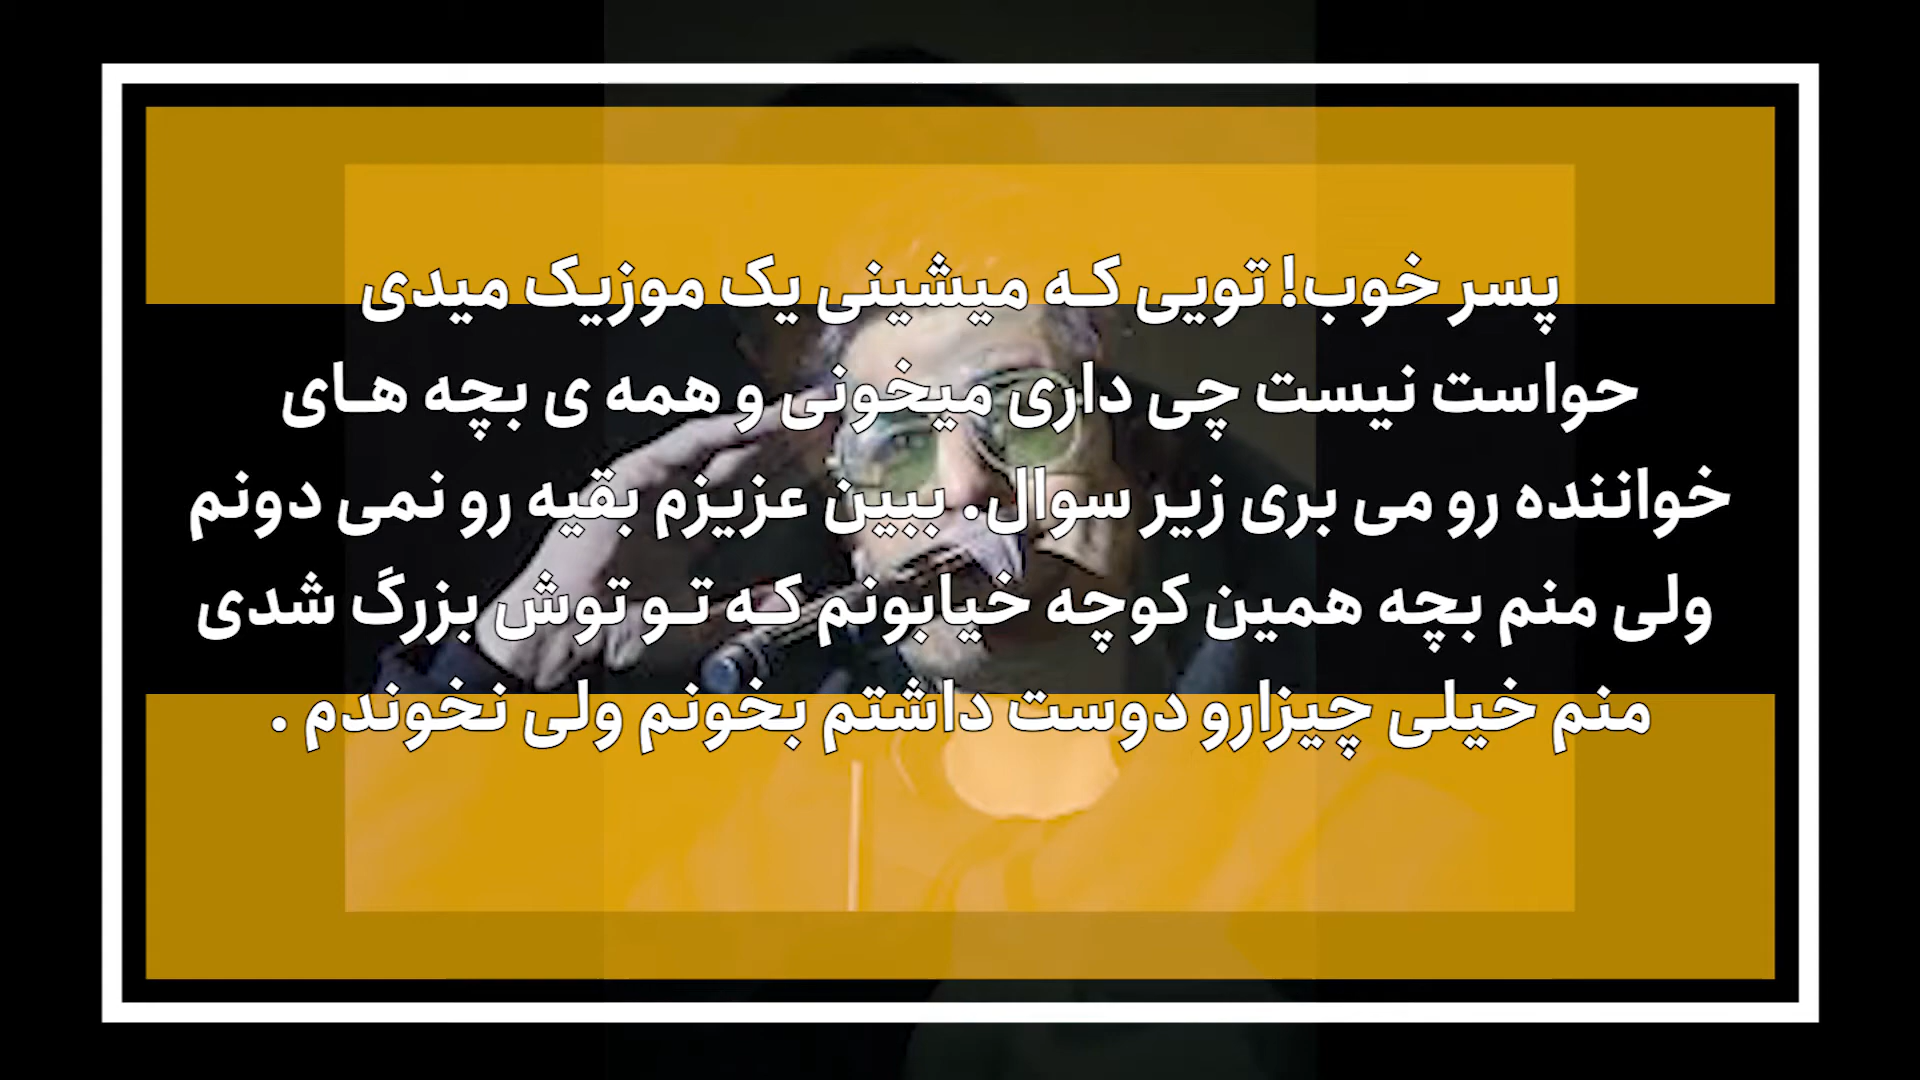 پسر خوب! تویی که میشینی یک موزیک میدی
حواست نیست چی داری میخونی و همه ی بچه های
خواننده رو می بری زیر سوال. ببین عزیزم بقیه رو نمی دونم
ولی منم بچه همین کوچه خیابونم که تو توش بزرگ شدی
منم خیلی چیزارو دوست داشتم بخونم ولی نخوندم .